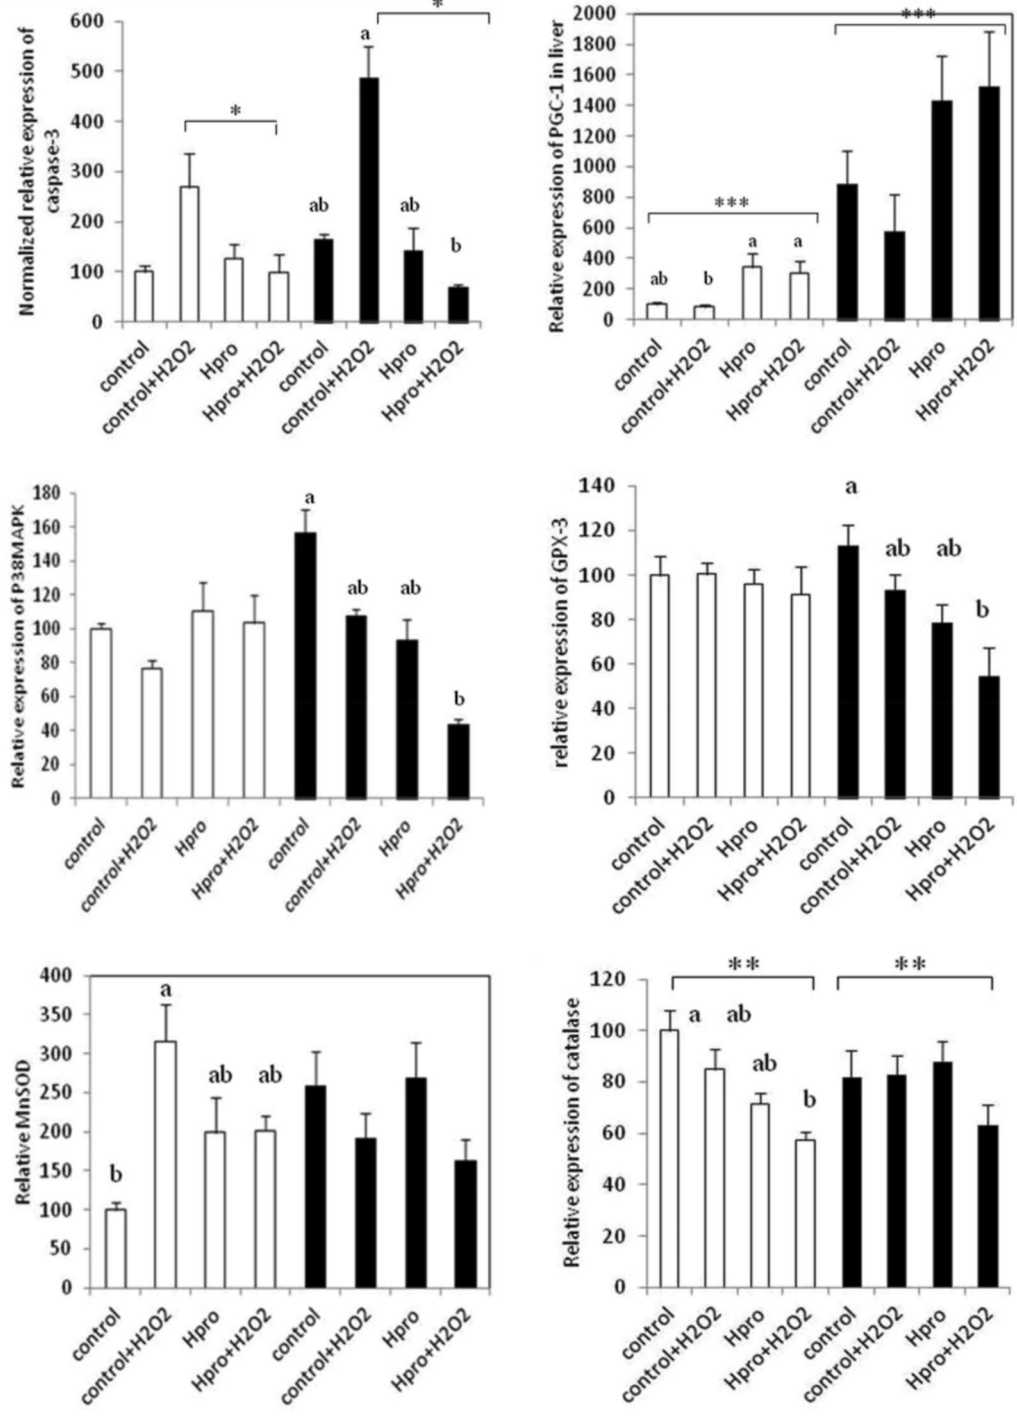 Normalized relative expression of
caspase-3
600
500
400
300
200
100
0
*
a
*
ab
ab
b
control
control+H2O2
Hpro
Hpro+H2O2
control
control+H2O2
Hpro
Hpro+H2O2
Relative expression of PGC-1 in liver
2000
1800
1600
1400
1200
1000
800
600
400
200
0
***
***
a
a
ab
b
control
control+H2O2
Hpro
Hpro+H2O2
control
control+H2O2
Hpro
Hpro+H2O2
Relative expression of P38MAPK
180
160
140
120
100
80
60
40
20
0
a
ab
ab
b
control
control+H2O2
Hpro
Hpro+H2O2
control
control+H2O2
Hpro
Hpro+H2O2
relative expression of GPX-3
140
120
100
80
60
40
20
0
a
ab
ab
b
control
control+H2O2
Hpro
Hpro+H2O2
control
control+H2O2
Hpro
Hpro+H2O2
Relative MnSOD
400
350
300
250
200
150
100
50
0
a
ab
ab
b
control
control+H2O2
Hpro
Hpro+H2O2
control
control+H2O2
Hpro
Hpro+H2O2
Relative expression of catalase
120
100
80
60
40
20
0
**
**
a
ab
ab
b
control
control+H2O2
Hpro
Hpro+H2O2
control
control+H2O2
Hpro
Hpro+H2O2